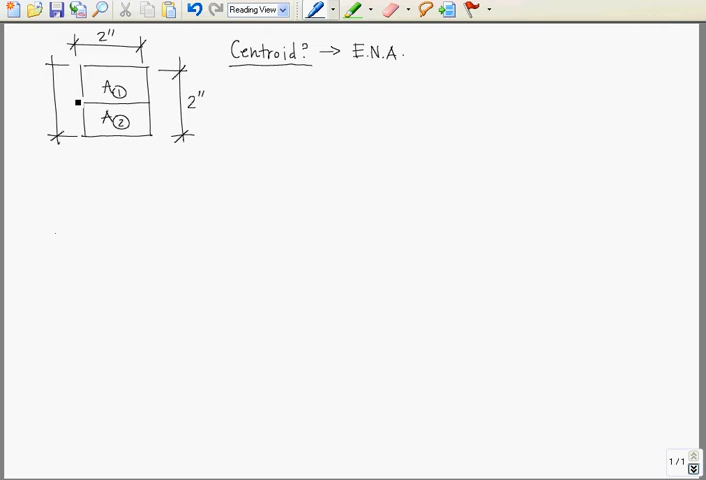 Reading View
2"
Centroid? → E.N.A.
A①
2"
A②
1/1